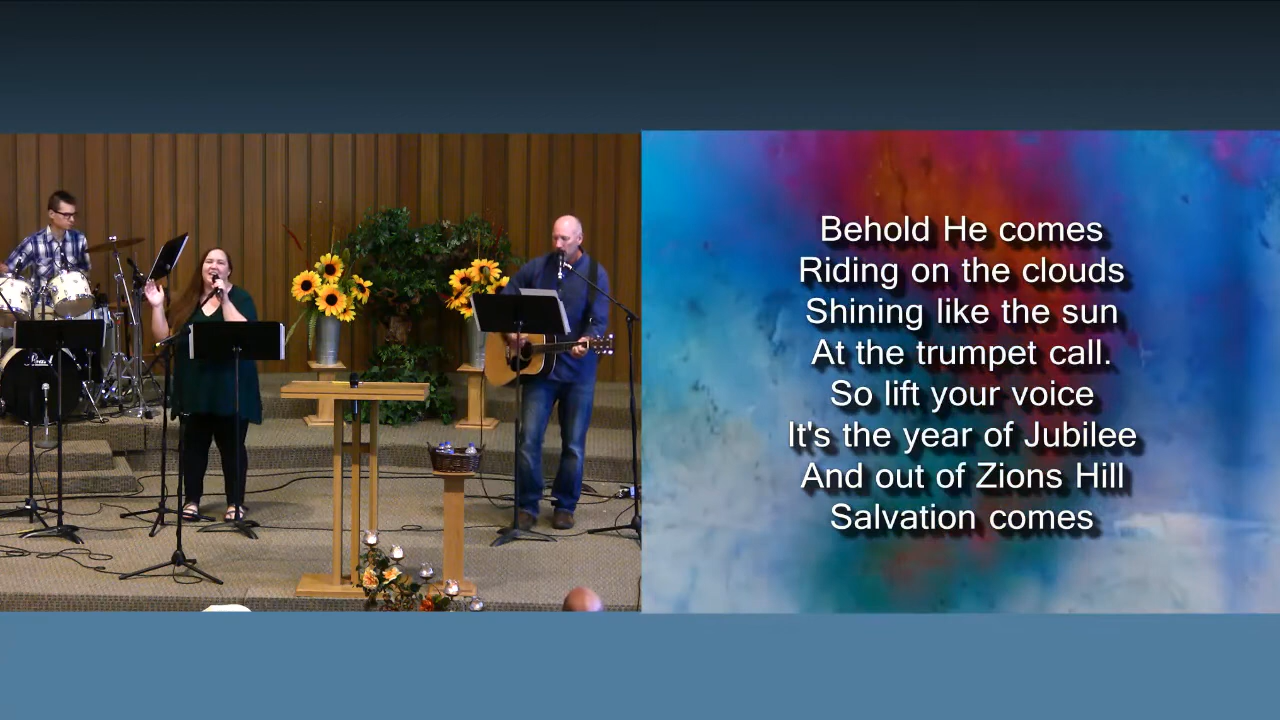 Behold He comes
Riding on the clouds
Shining like the sun
At the trumpet call.
So lift your voice
It's the year of Jubilee
And out of Zions Hill
Salvation comes
Pearl